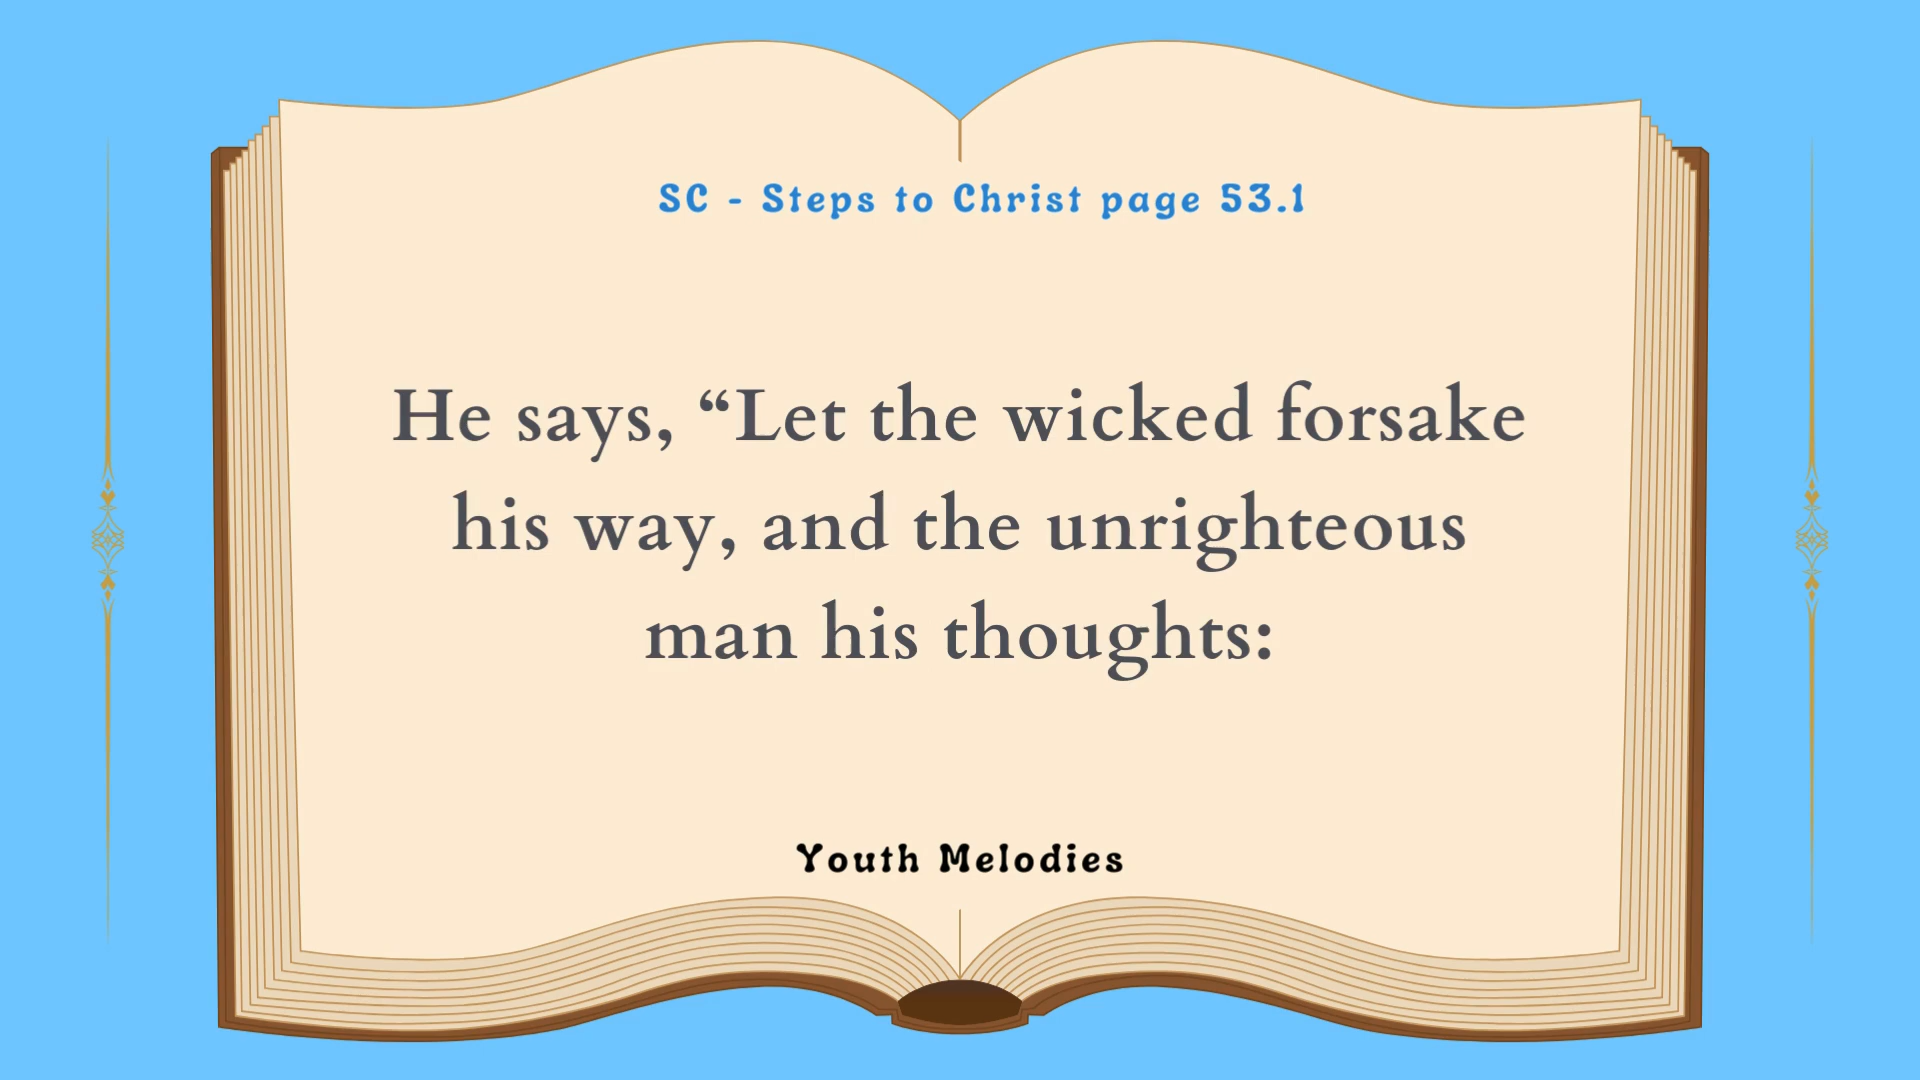 SC - Steps to Christ page 53.1
He says, “Let the wicked forsake
his way, and the unrighteous
man his thoughts:
Youth Melodies